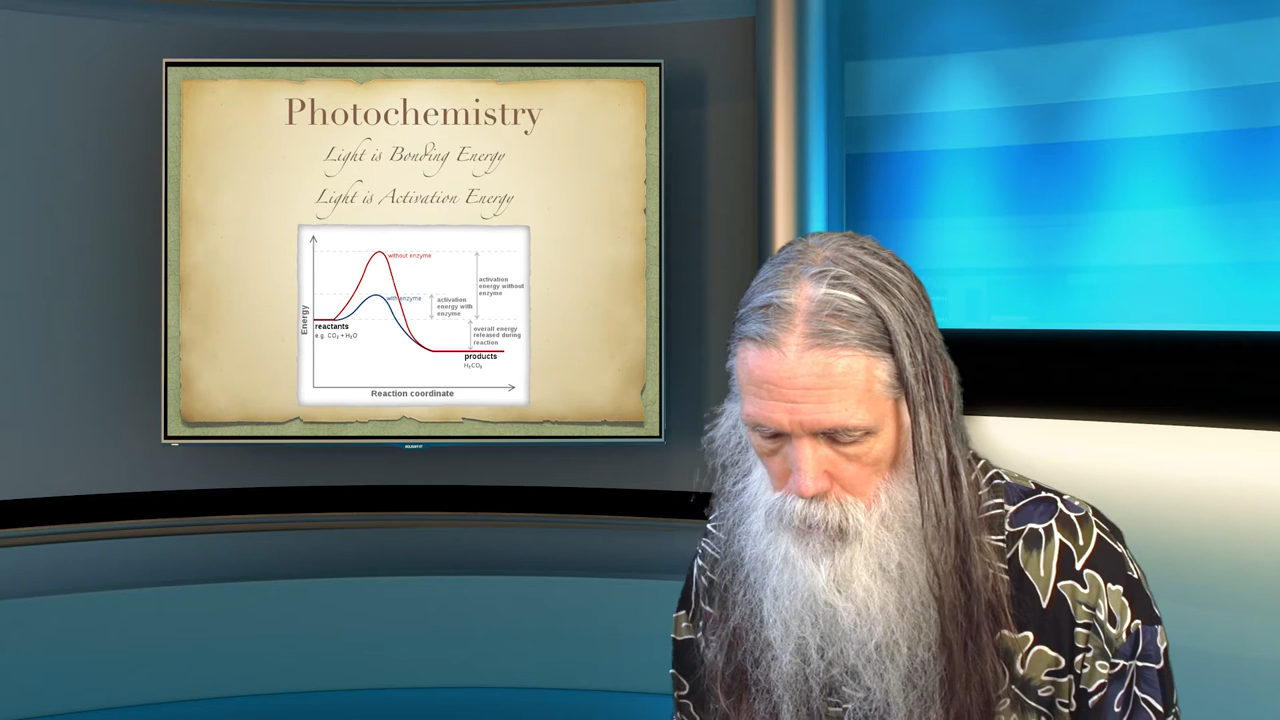 Photochemistry
Light is Bonding Energy
Light is Activation Energy
without enzyme
with enzyme
activation
energy without
enzyme
activation
energy with
enzyme
Energy
reactants
e.g. CO₂ + H₂O
overall energy
released during
reaction
products
H₂CO₃
Reaction coordinate